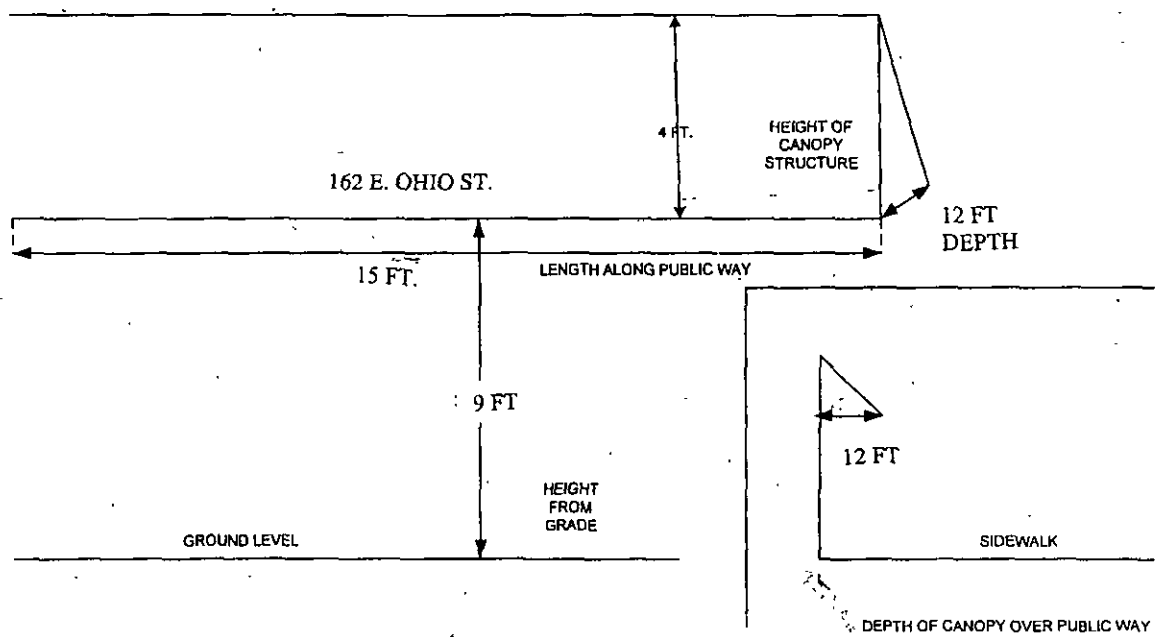 4 FT.
HEIGHT OF
CANOPY
STRUCTURE
162 E. OHIO ST.
12 FT
DEPTH
15 FT.
LENGTH ALONG PUBLIC WAY
9 FT
12 FT
HEIGHT
FROM
GRADE
GROUND LEVEL
SIDEWALK
DEPTH OF CANOPY OVER PUBLIC WAY